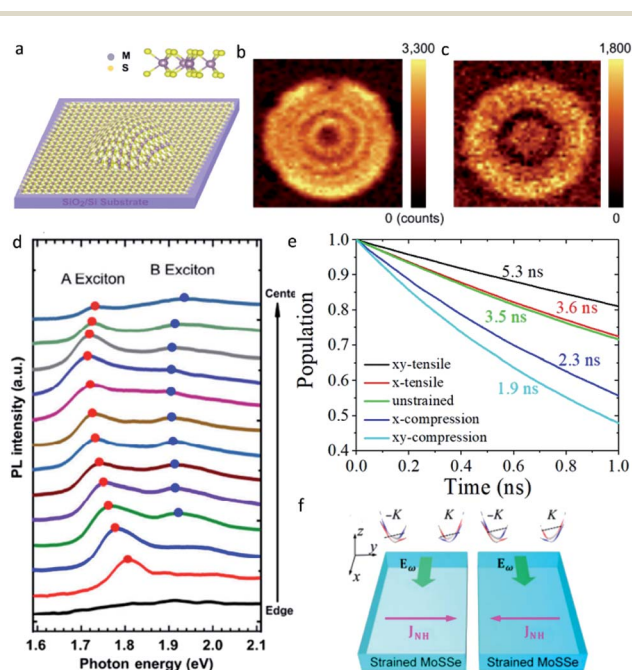 a
M
S
SiO₂/Si Substrate
b
3,300
0 (counts)
c
1,800
0
d
A Exciton
B Exciton
Cente
Edge
PL intensity (a.u.)
1.6
1.7
1.8
1.9
2.0
2.1
Photon energy (eV)
e
1.0
0.9
0.8
0.7
0.6
0.5
0.4
Population
5.3 ns
3.6 ns
3.5 ns
2.3 ns
1.9 ns
xy-tensile
x-tensile
unstrained
x-compression
xy-compression
0.0
0.2
0.4
0.6
0.8
1.0
Time (ns)
f
-K
K
-K
K
z
y
x
Eω
Eω
JNH
JNH
Strained MoSSe
Strained MoSSe